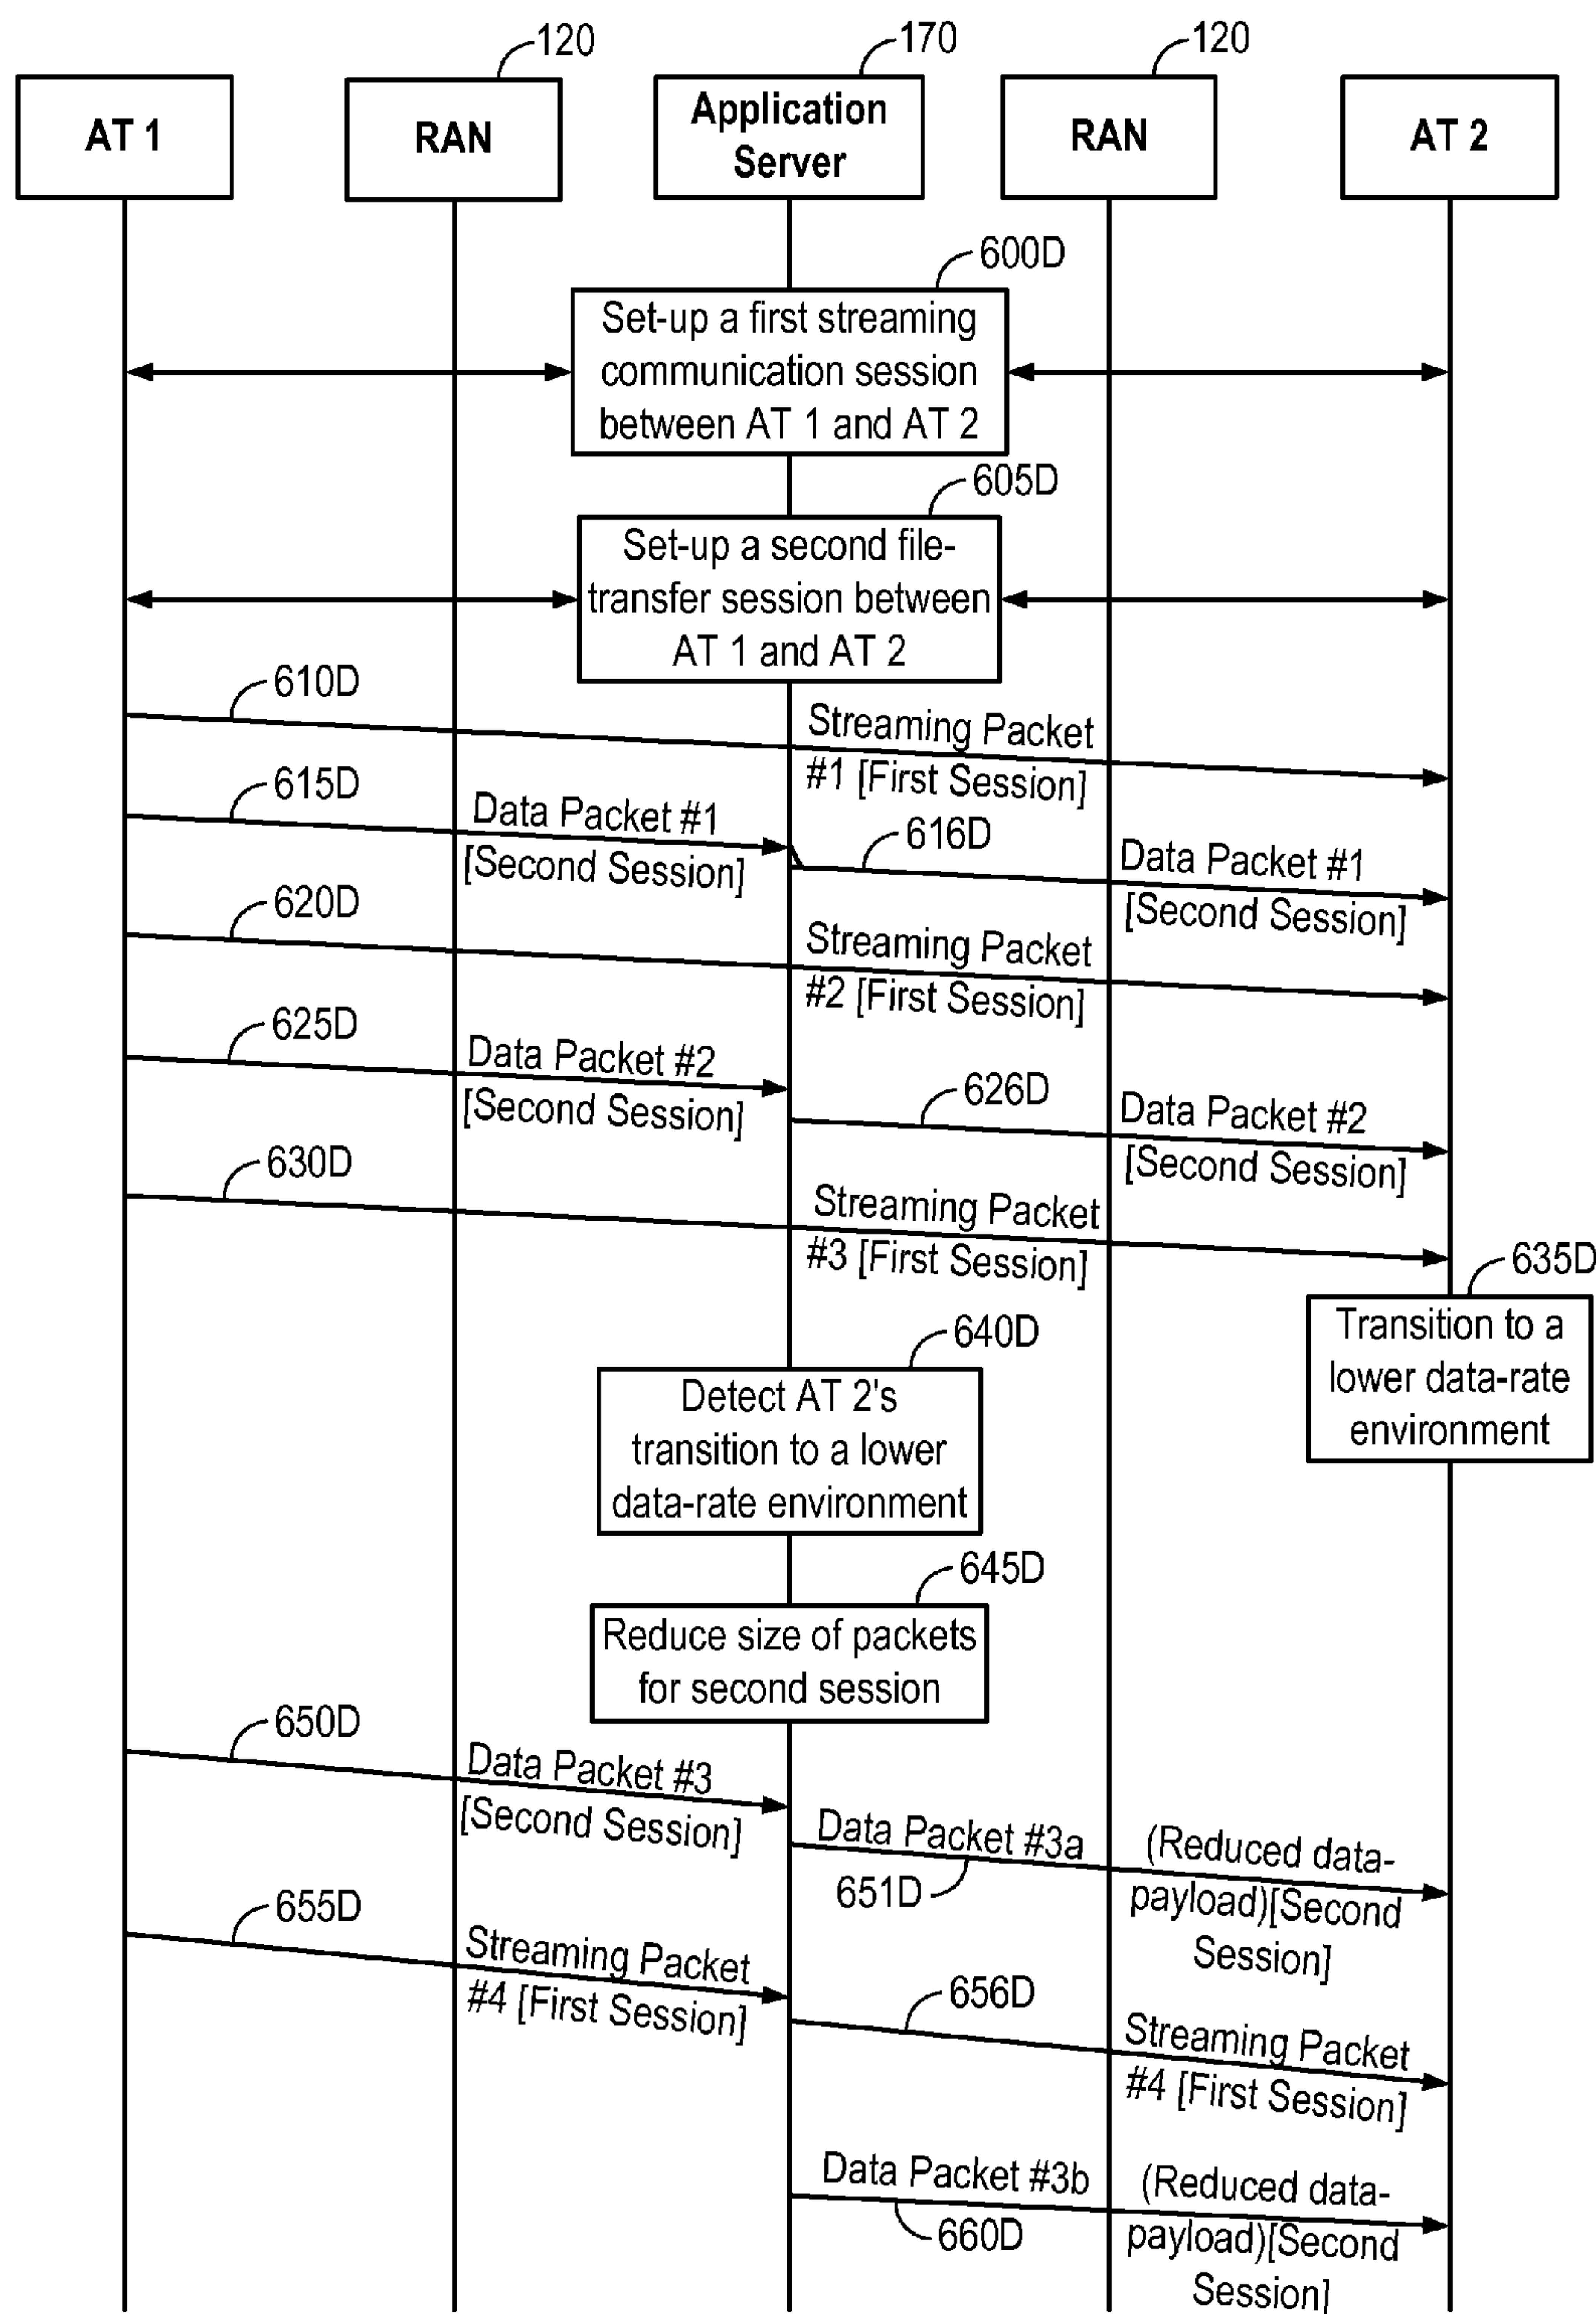 120
170
120
AT 1
RAN
Application
Server
RAN
AT 2
600D
Set-up a first streaming
communication session
between AT 1 and AT 2
605D
Set-up a second file-
transfer session between
AT 1 and AT 2
610D
Streaming Packet
#1 [First Session]
615D
Data Packet #1
[Second Session]
616D
Data Packet #1
[Second Session]
620D
Streaming Packet
#2 [First Session]
625D
Data Packet #2
[Second Session]
626D
Data Packet #2
[Second Session]
630D
Streaming Packet
#3 [First Session]
635D
Transition to a
lower data-rate
environment
640D
Detect AT 2's
transition to a lower
data-rate environment
645D
Reduce size of packets
for second session
650D
Data Packet #3
[Second Session]
Data Packet #3a
651D
(Reduced data-
payload)[Second
Session]
655D
Streaming Packet
#4 [First Session]
656D
Streaming Packet
#4 [First Session]
Data Packet #3b
660D
(Reduced data-
payload)[Second
Session]